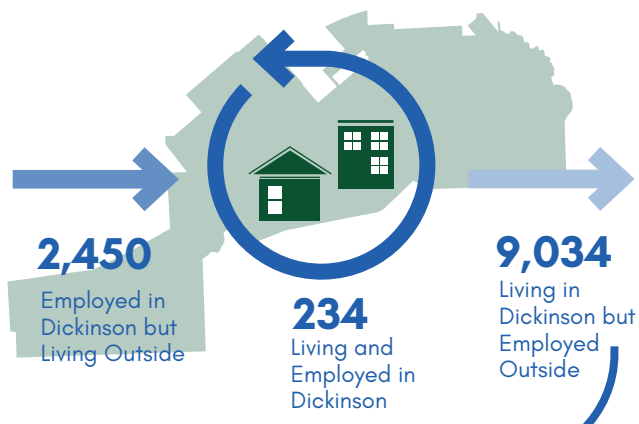 2,450
Employed in
Dickinson but
Living Outside
234
Living and
Employed in
Dickinson
9,034
Living in
Dickinson but
Employed
Outside